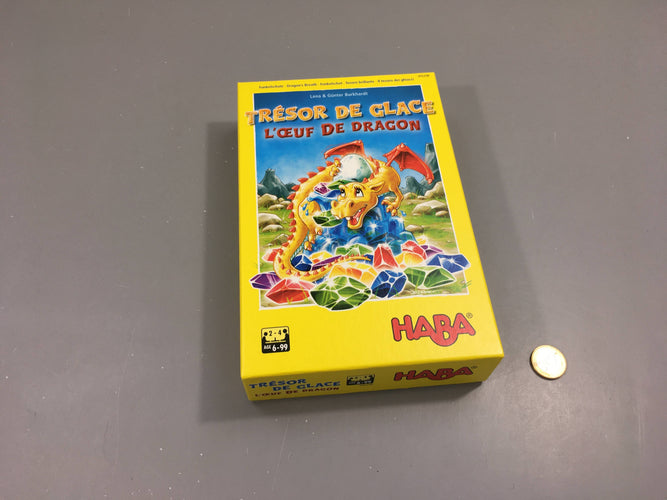 Lena & Günter Burkhardt
TRÉSOR DE GLACE
L'ŒUF DE DRAGON
HABA®
2-4
AGE 6-99
TRÉSOR
DE GLACE
L'ŒUF DE DRAGON
HABA®